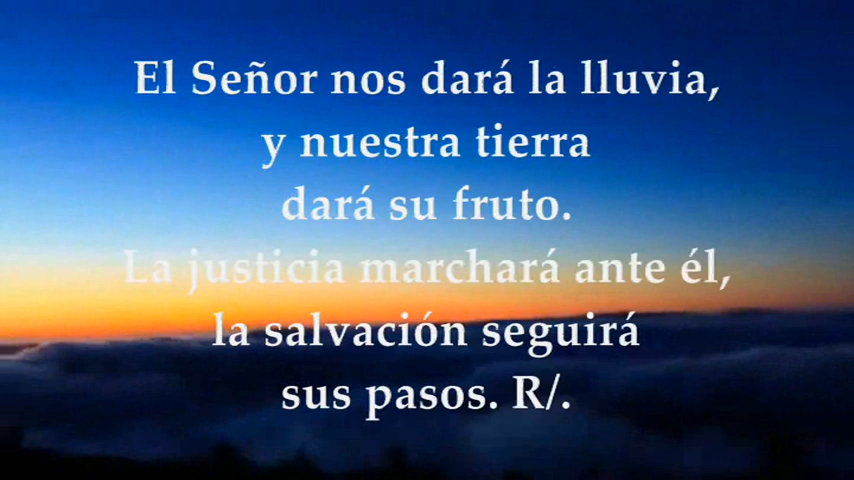 El Señor nos dará la lluvia,
y nuestra tierra
dará su fruto.
La justicia marchará ante él,
la salvación seguirá
sus pasos. R/.